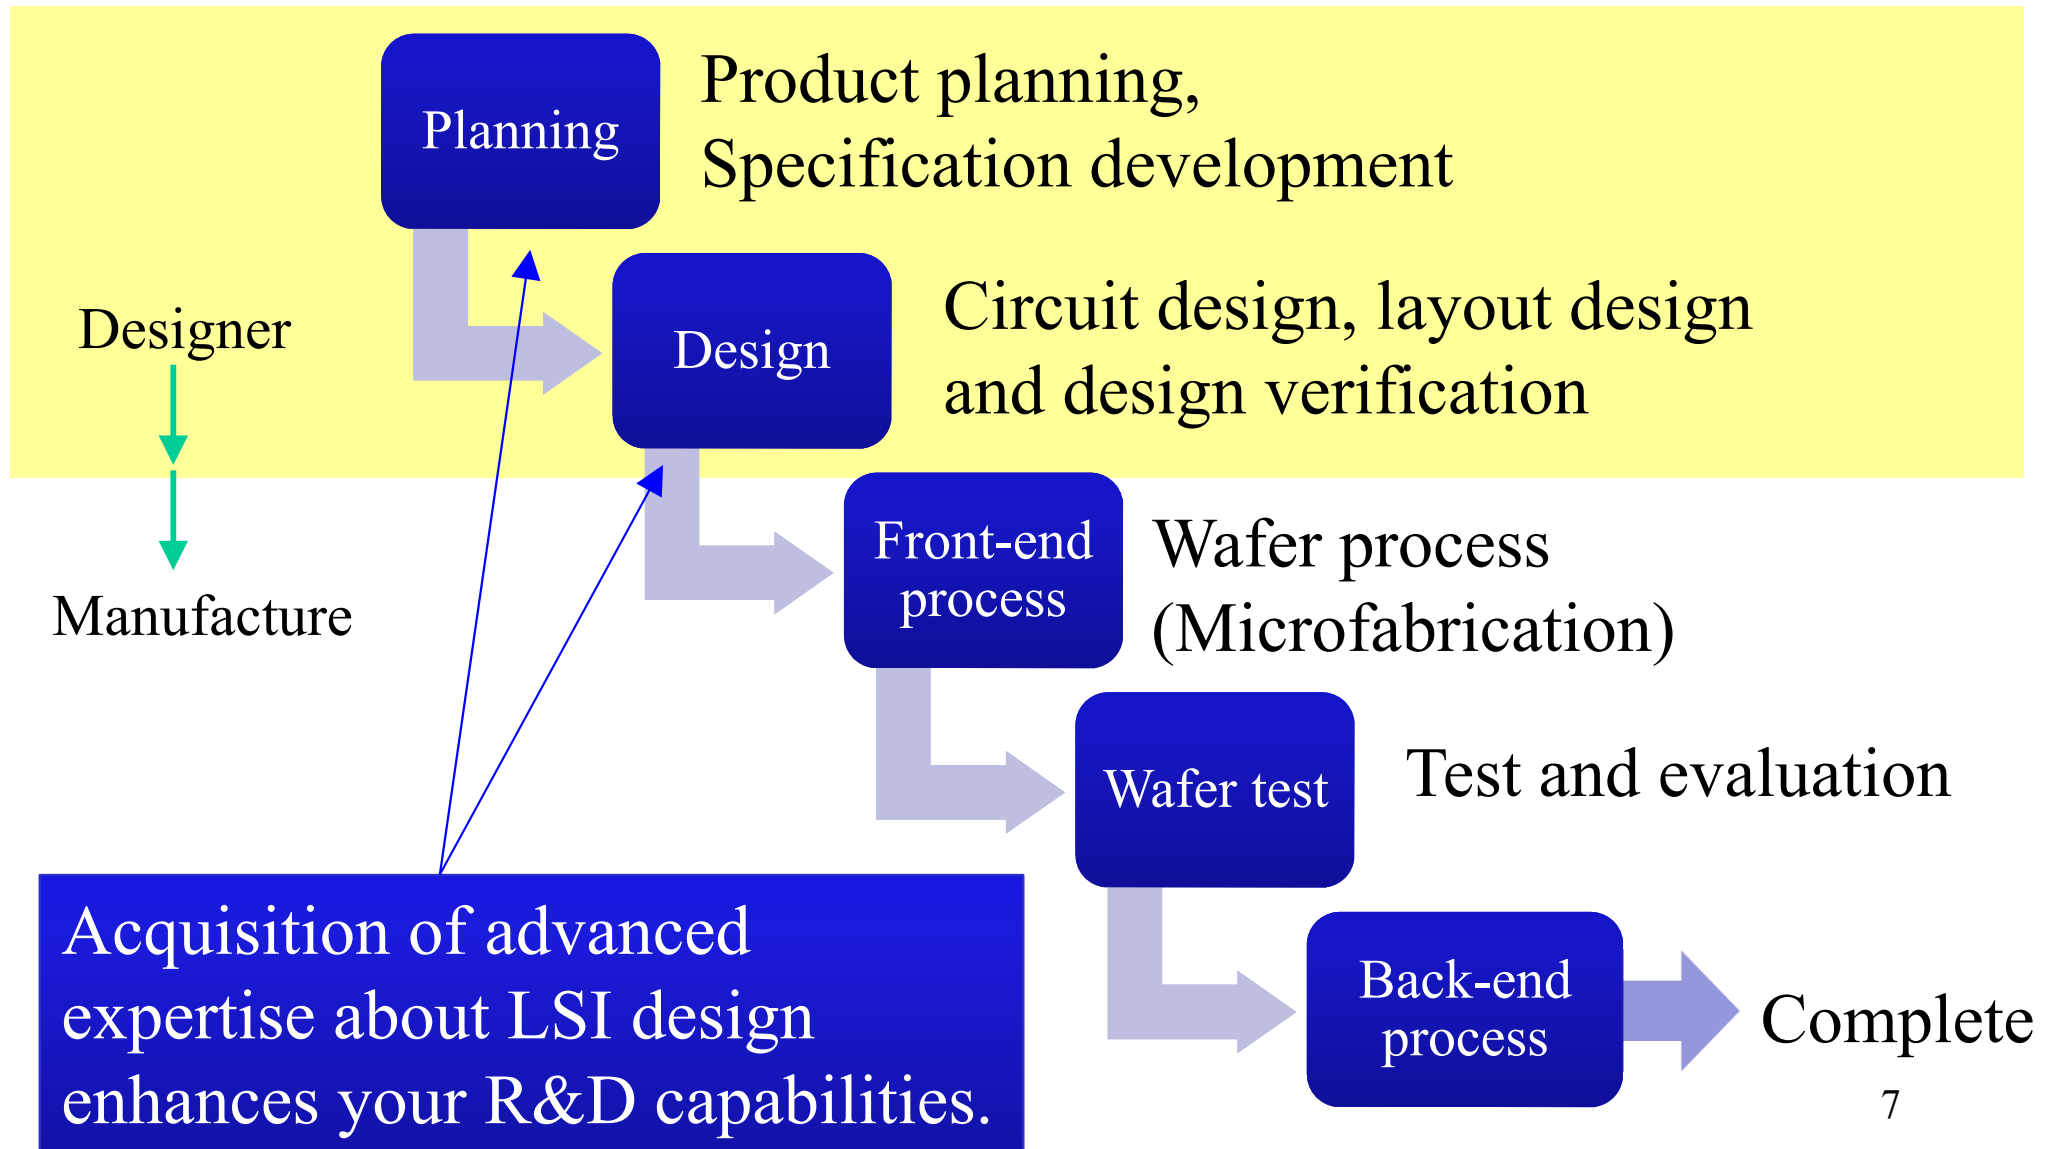 Planning
Product planning,
Specification development
Designer
Design
Circuit design, layout design
and design verification
Manufacture
Front-end
process
Wafer process
(Microfabrication)
Wafer test
Test and evaluation
Acquisition of advanced
expertise about LSI design
enhances your R&D capabilities.
Back-end
process
Complete
7